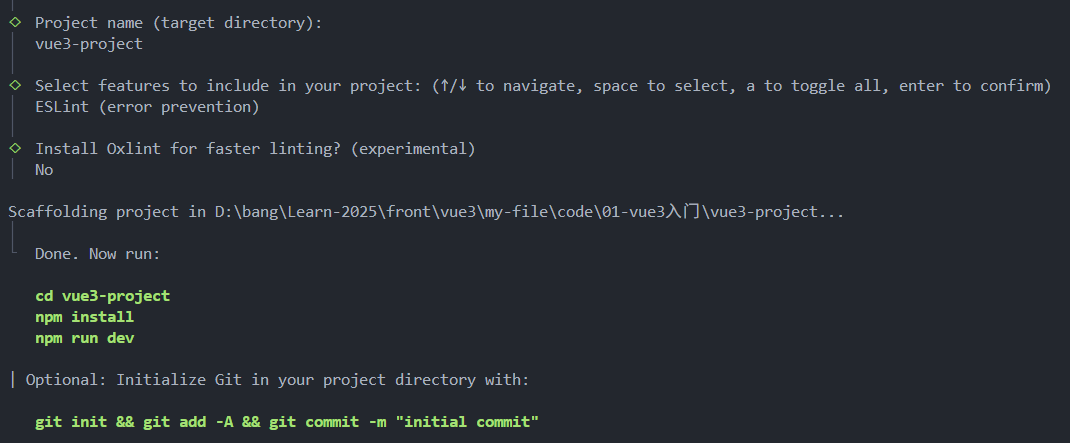 ◇ Project name (target directory):
vue3-project
◇ Select features to include in your project: (↑/↓ to navigate, space to select, a to toggle all, enter to confirm)
ESLint (error prevention)
◇ Install Oxlint for faster linting? (experimental)
No
Scaffolding project in D:\bang\Learn-2025\front\vue3\my-file\code\01-vue3入门\vue3-project...
Done. Now run:
cd vue3-project
npm install
npm run dev
| Optional: Initialize Git in your project directory with:
git init && git add -A && git commit -m "initial commit"